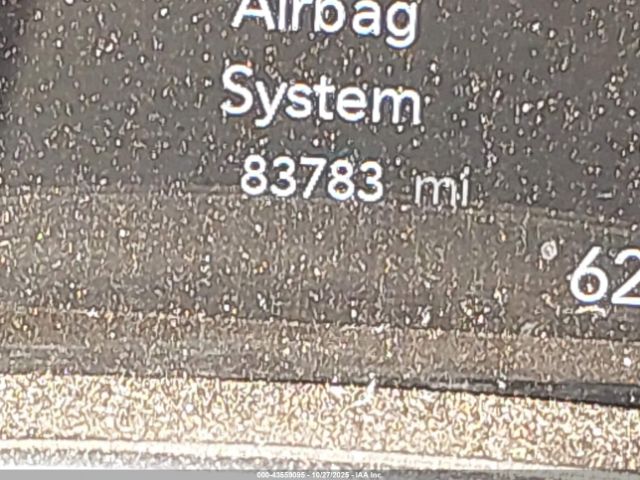 Airbag
System
83783 mi
62
000-43559095 - 10/27/2025 - IAA Inc.